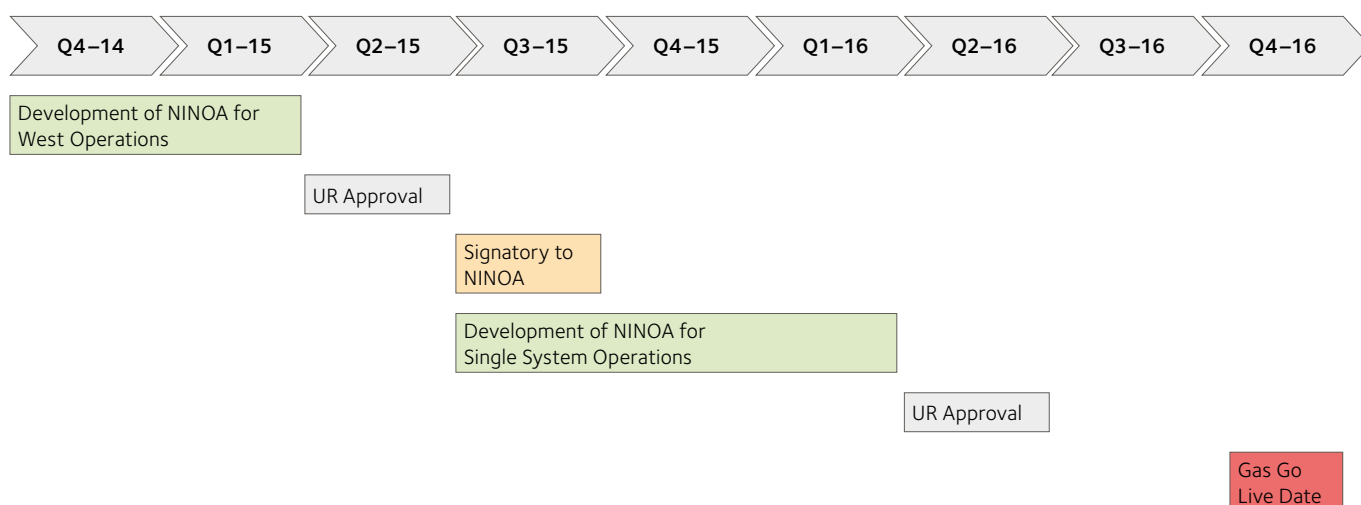 Q4–14 Q1–15 Q2–15 Q3–15 Q4–15 Q1–16 Q2–16 Q3–16 Q4–16
Development of NINOA for
West Operations
UR Approval
Signatory to
NINOA
Development of NINOA for
Single System Operations
UR Approval
Gas Go
Live Date